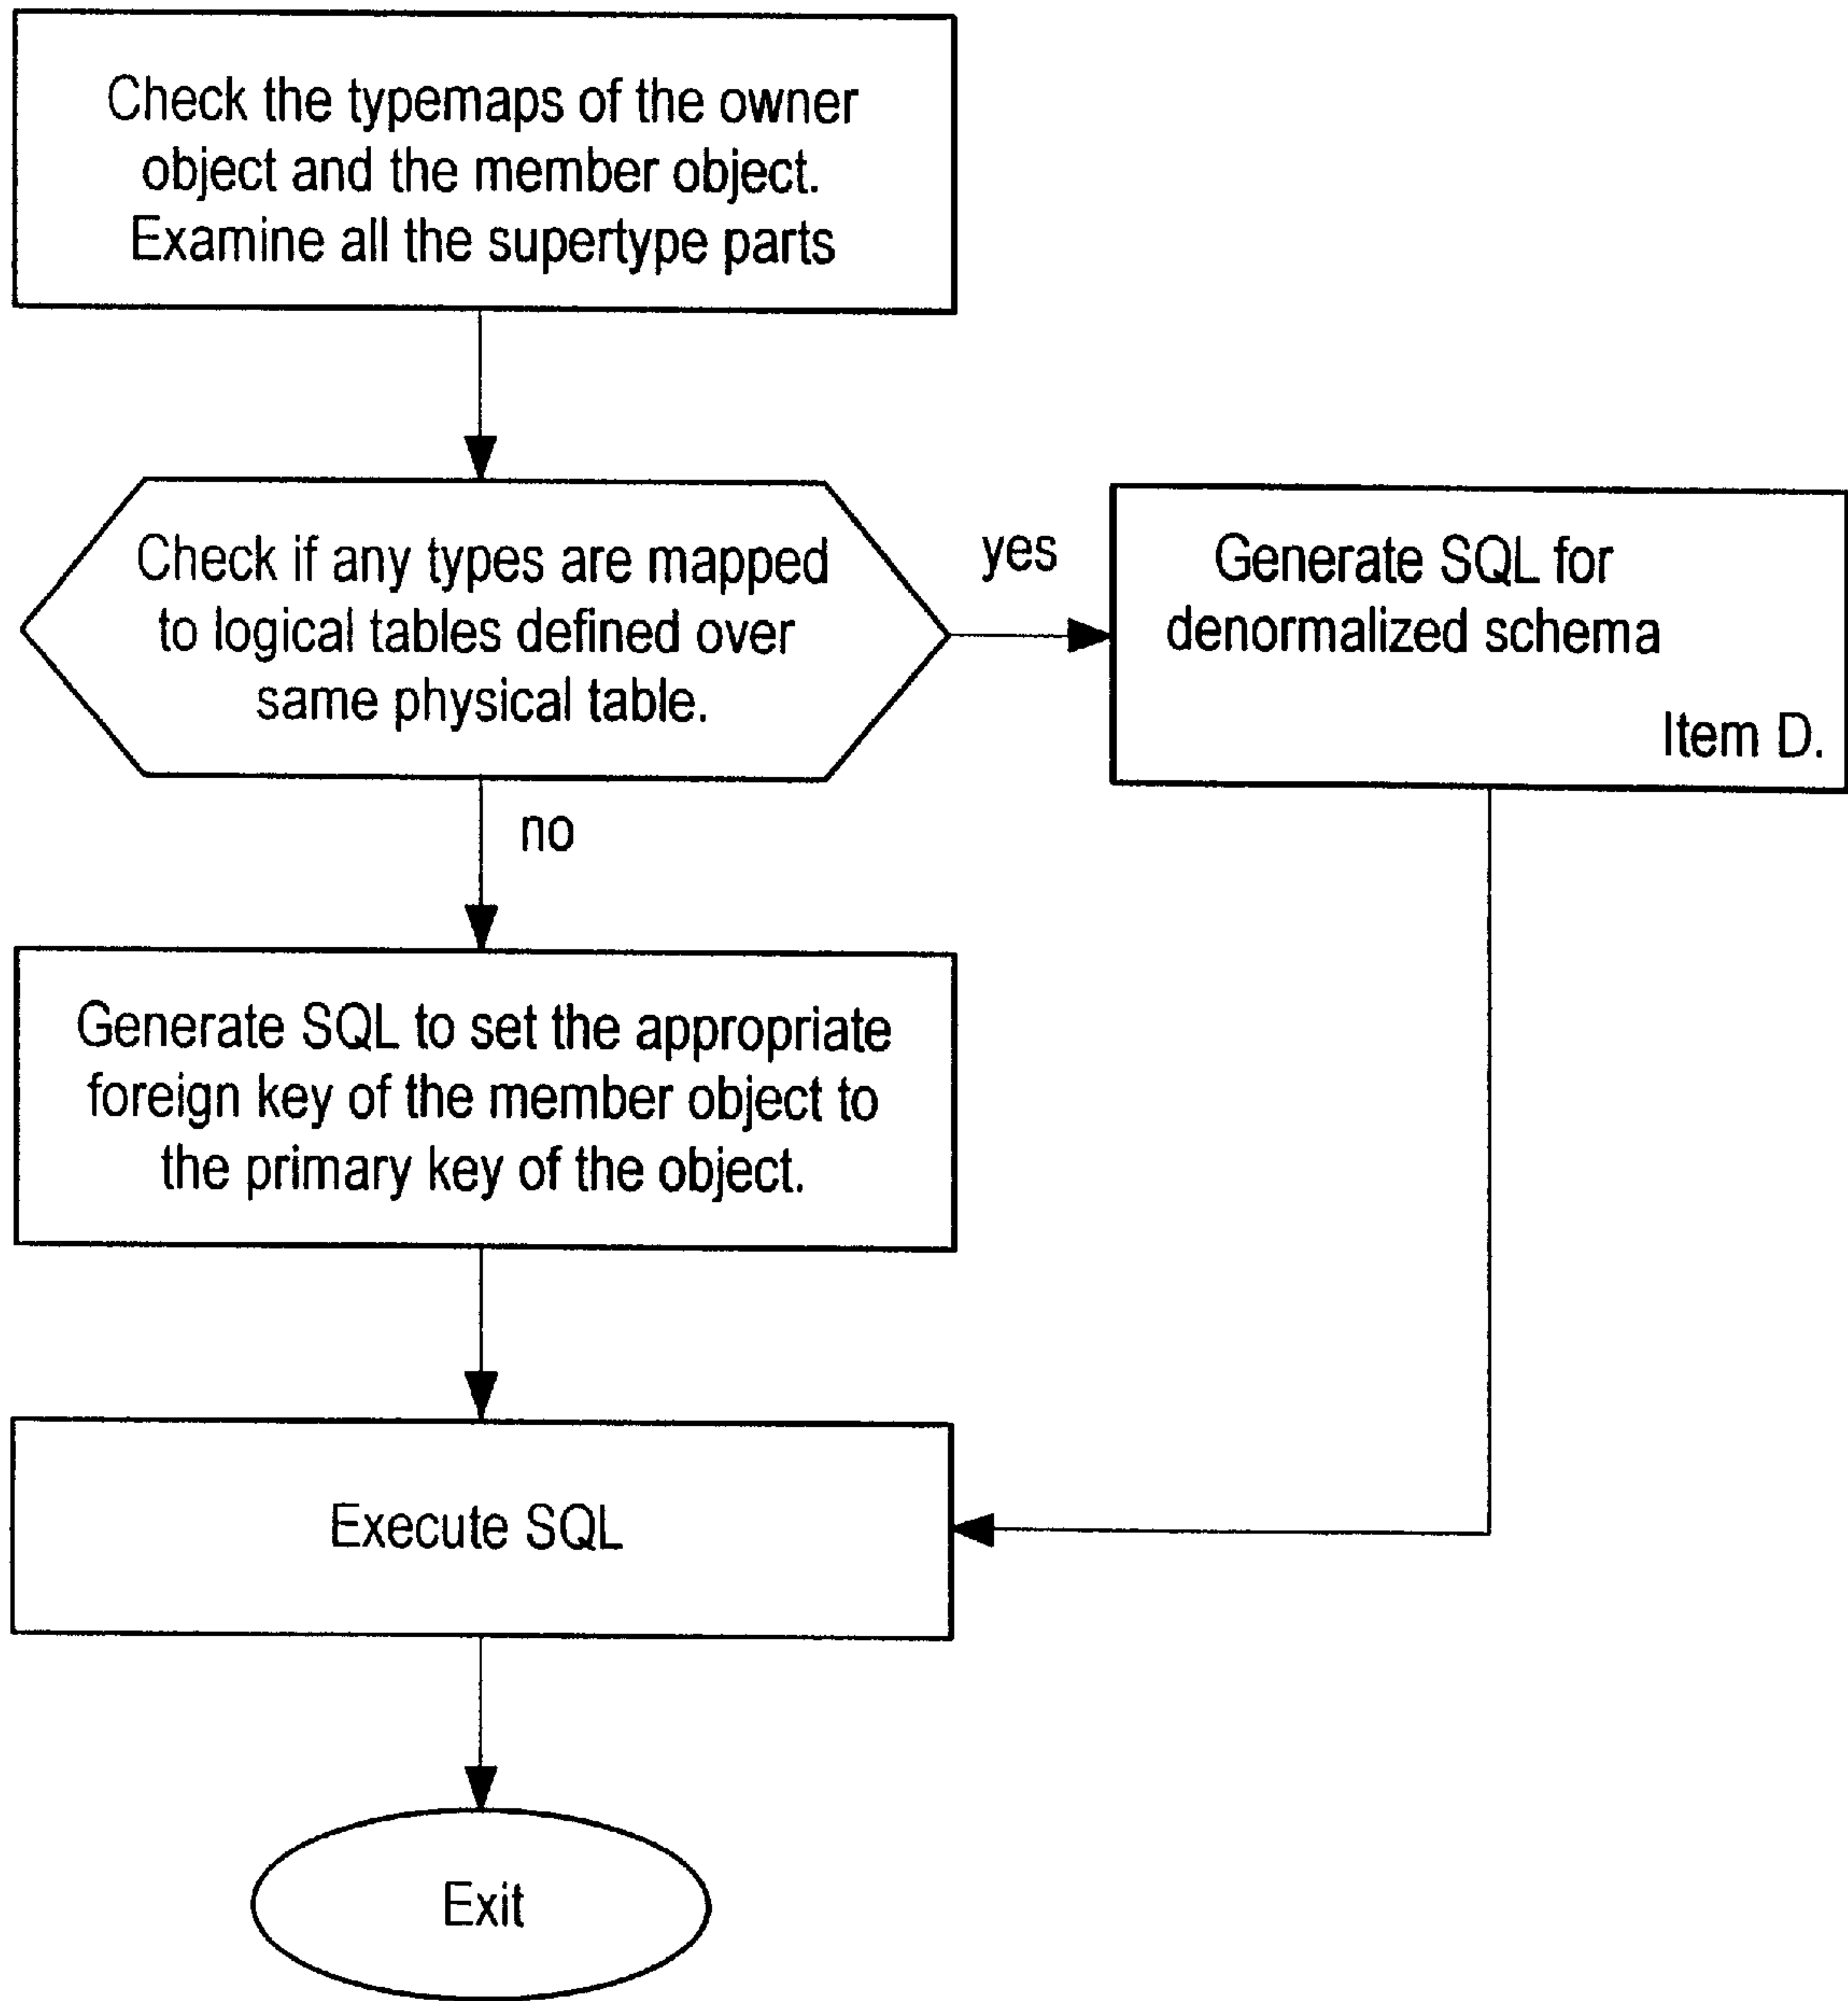 Check the typemaps of the owner
object and the member object.
Examine all the supertype parts
Check if any types are mapped
to logical tables defined over
same physical table.
yes
Generate SQL for
denormalized schema
Item D.
no
Generate SQL to set the appropriate
foreign key of the member object to
the primary key of the object.
Execute SQL
Exit